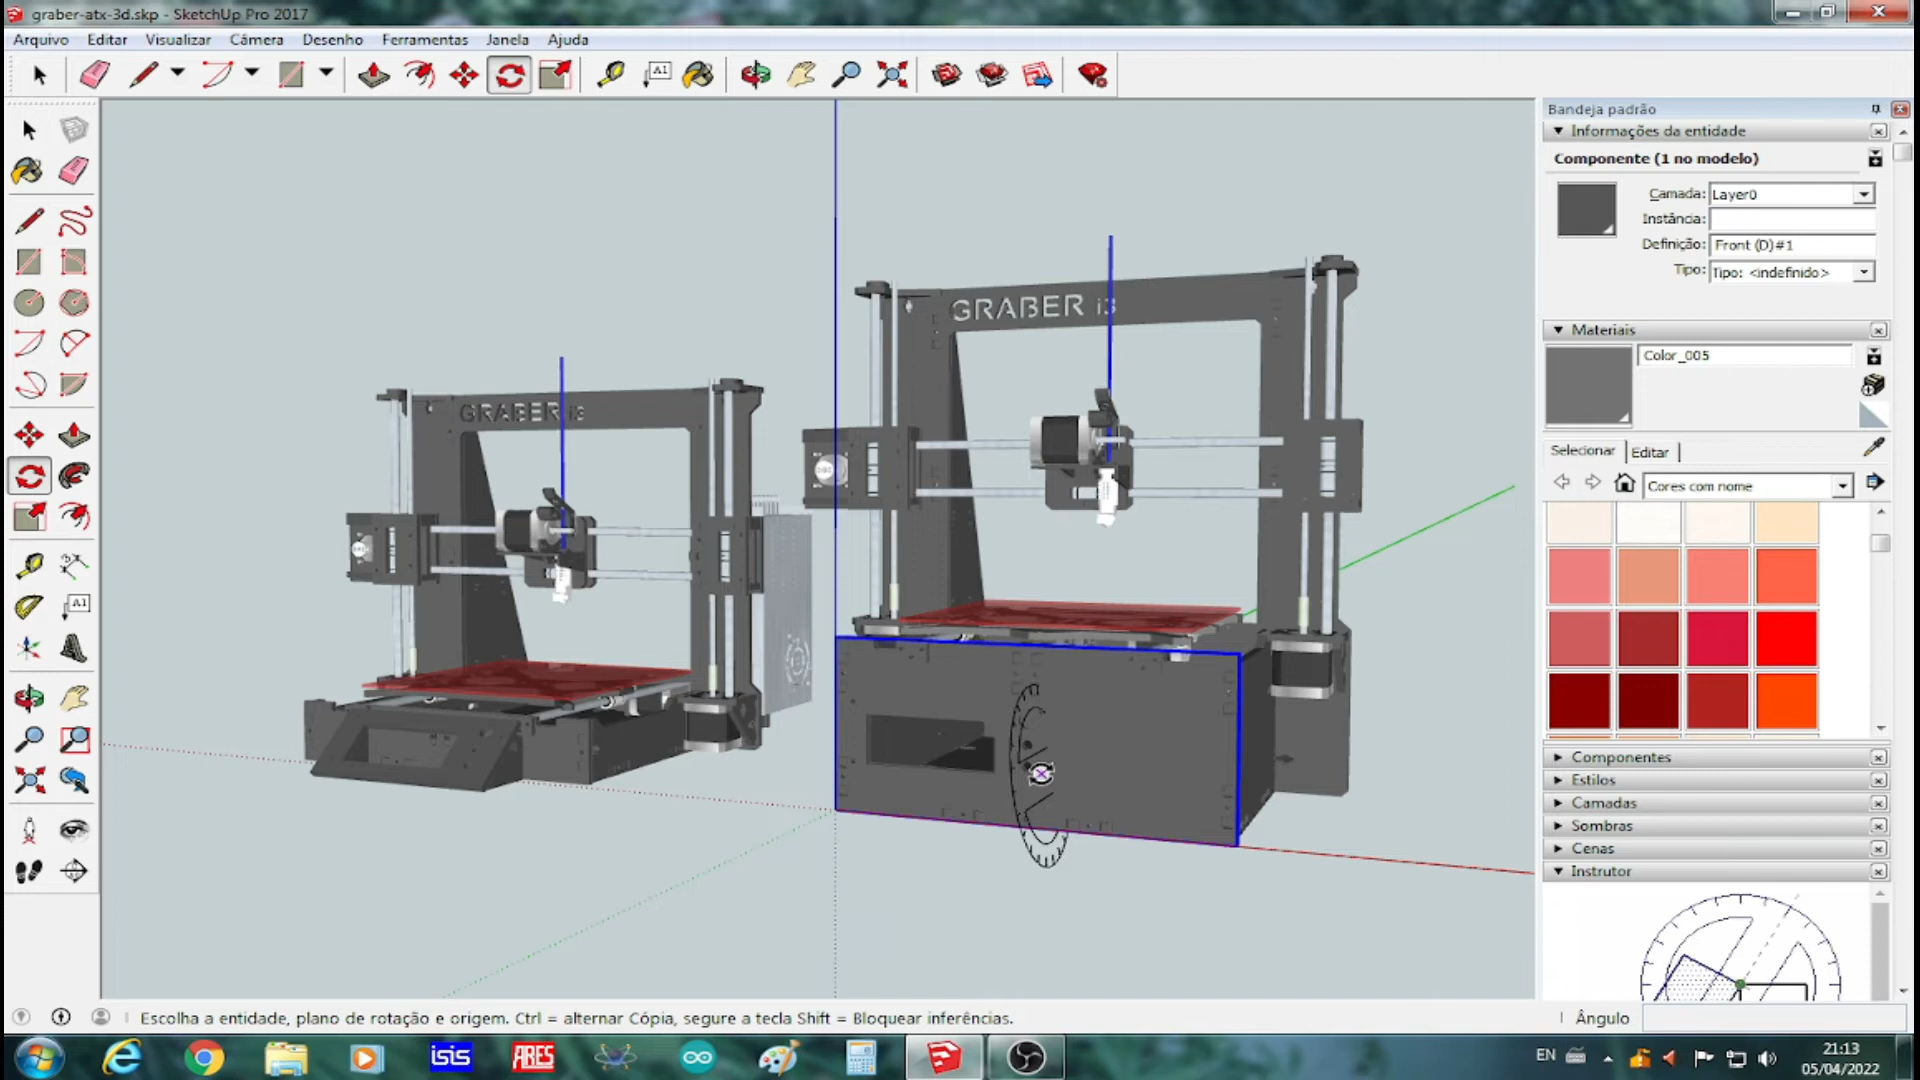 graber-atx-3d.skp - SketchUp Pro 2017
Arquivo Editar Visualizar Câmera Desenho Ferramentas Janela Ajuda
A1
Bandeja padrão
Informações da entidade
Componente (1 no modelo)
Camada: Layer0
Instância:
Definição: Front (D)#1
Tipo: Tipo: <indefinido>
Materiais
Color_005
Selecionar Editar
Cores com nome
GRABER i3
GRABER i3
A1
Componentes
Estilos
Camadas
Sombras
Cenas
Instrutor
Escolha a entidade, plano de rotação e origem. Ctrl = alternar Cópia, segure a tecla Shift = Bloquear inferências.
Ângulo
isis
ARES
EN
21:13
05/04/2022